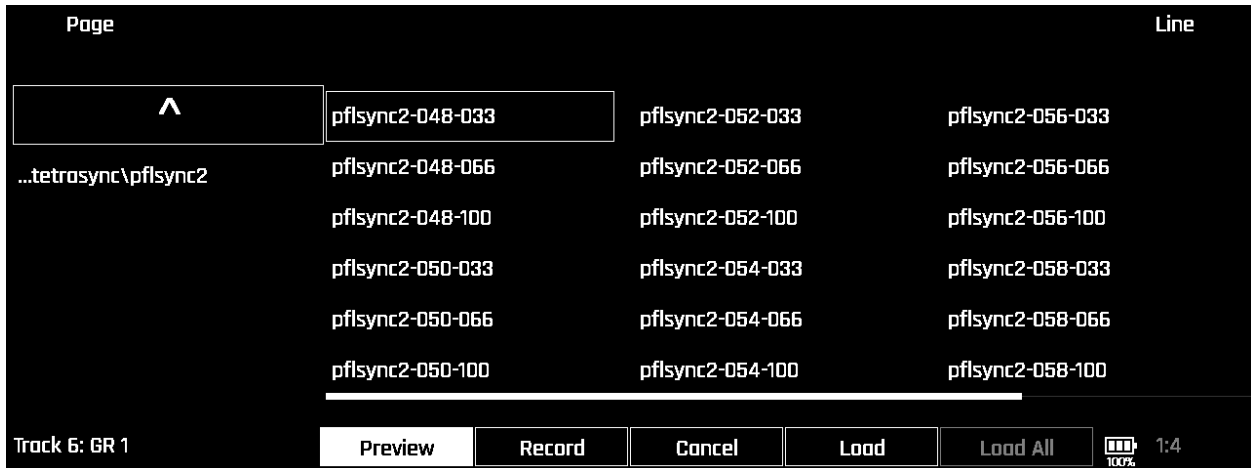 Page Line
^
...tetrasync\pflsync2
pflsync2-048-033 pflsync2-052-033 pflsync2-056-033
pflsync2-048-066 pflsync2-052-066 pflsync2-056-066
pflsync2-048-100 pflsync2-052-100 pflsync2-056-100
pflsync2-050-033 pflsync2-054-033 pflsync2-058-033
pflsync2-050-066 pflsync2-054-066 pflsync2-058-066
pflsync2-050-100 pflsync2-054-100 pflsync2-058-100
Track 6: GR 1 Preview Record Cancel Load Load All 100% 1:4